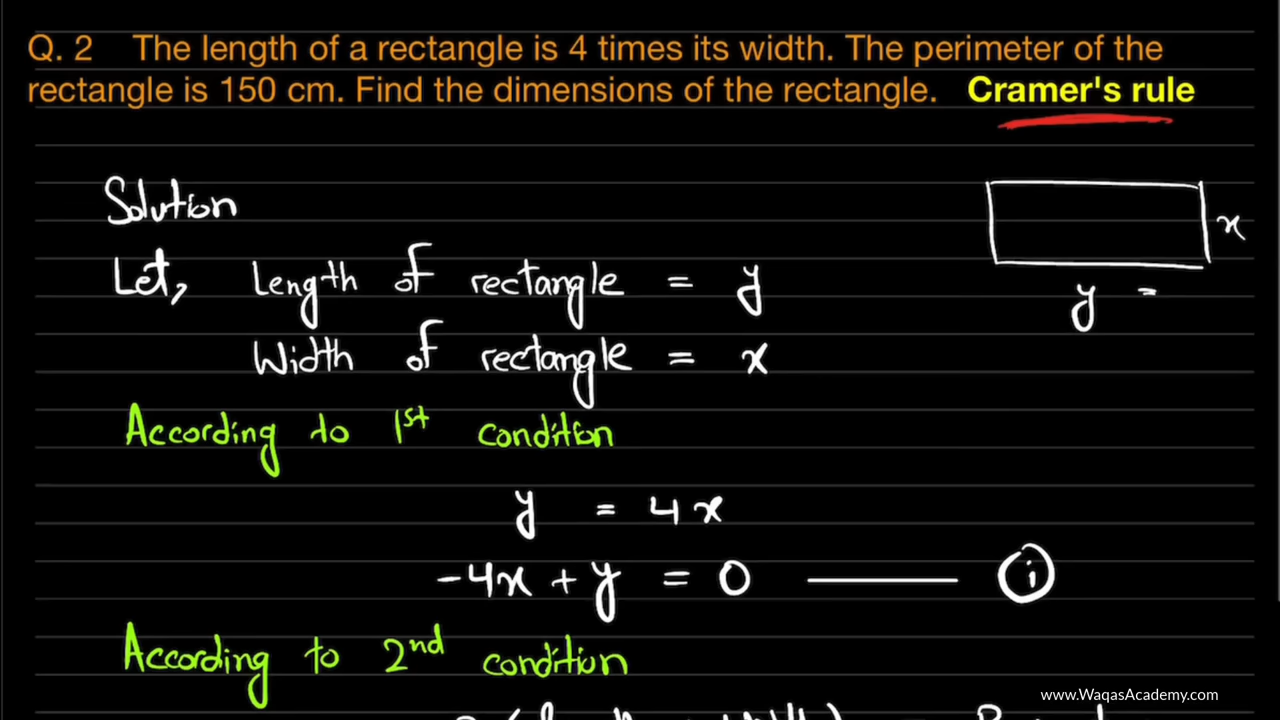 Q. 2 The length of a rectangle is 4 times its width. The perimeter of the
rectangle is 150 cm. Find the dimensions of the rectangle. Cramer's rule
Solution
x
Let, Length of rectangle = y
y =
Width of rectangle = x
According to 1st condition
y = 4x
-4x + y = 0 ——— (i)
According to 2nd condition
www.WaqasAcademy.com